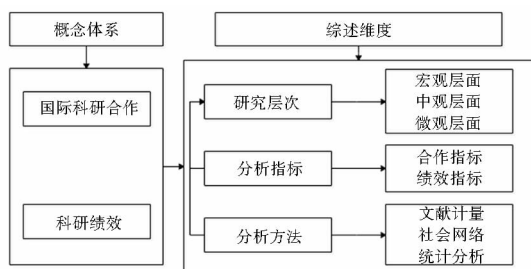 概念体系
综述维度
国际科研合作
科研绩效
研究层次
宏观层面
中观层面
微观层面
分析指标
合作指标
绩效指标
分析方法
文献计量
社会网络
统计分析